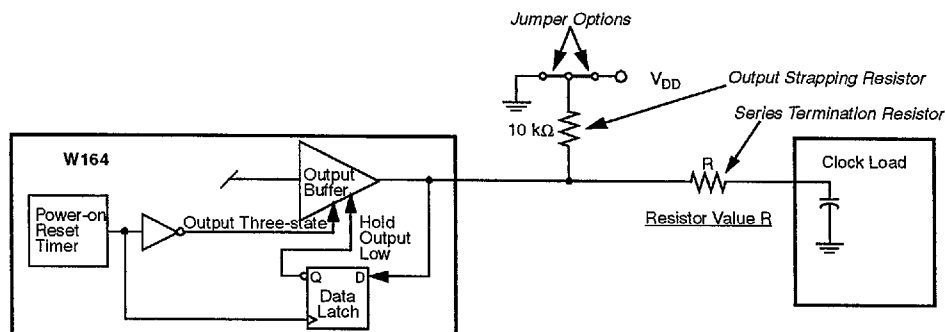 Jumper Options
VDD
Output Strapping Resistor
10 kΩ
Series Termination Resistor
W164
Output
Buffer
R
Clock Load
Power-on
Reset
Timer
Output Three-state
Hold
Output
Low
Resistor Value R
Q D
Data
Latch